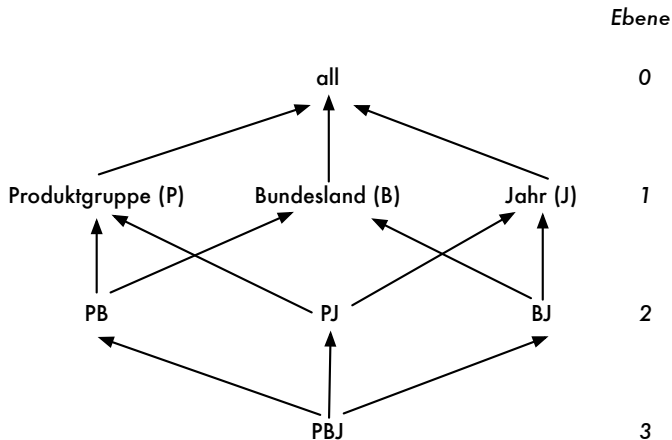 Ebene
all 0
Produktgruppe (P) Bundesland (B) Jahr (J) 1
PB PJ BJ 2
PBJ 3